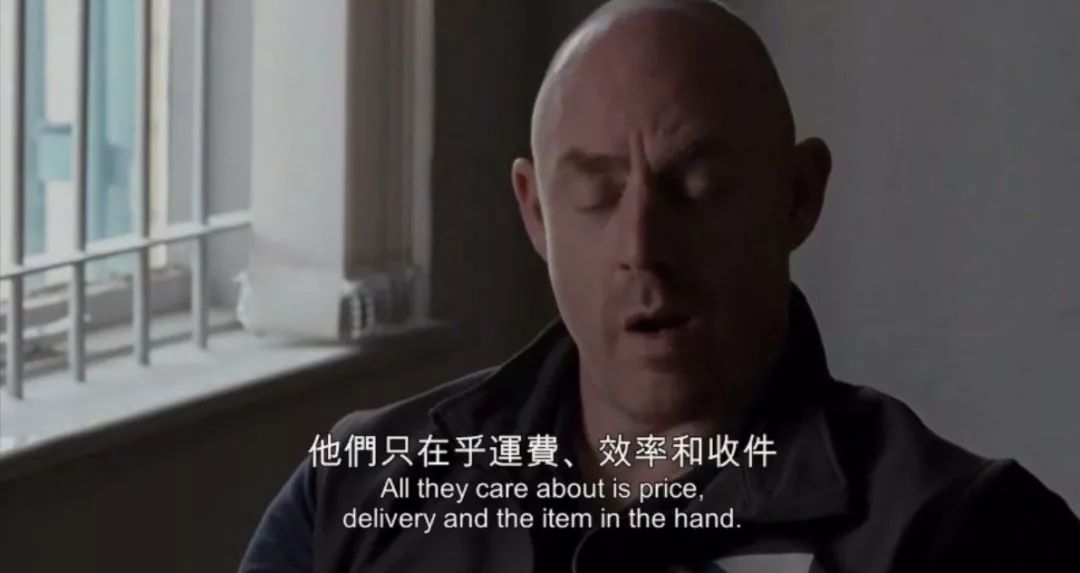 他們只在乎運費、效率和收件
All they care about is price,
delivery and the item in the hand.